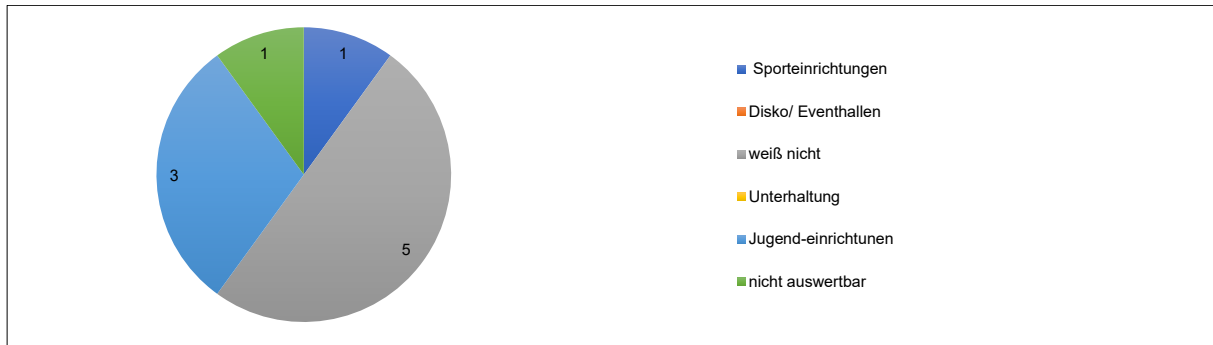 1
1
3
5
Sporteinrichtungen
Disko/ Eventhallen
weiß nicht
Unterhaltung
Jugend-einrichtunen
nicht auswertbar